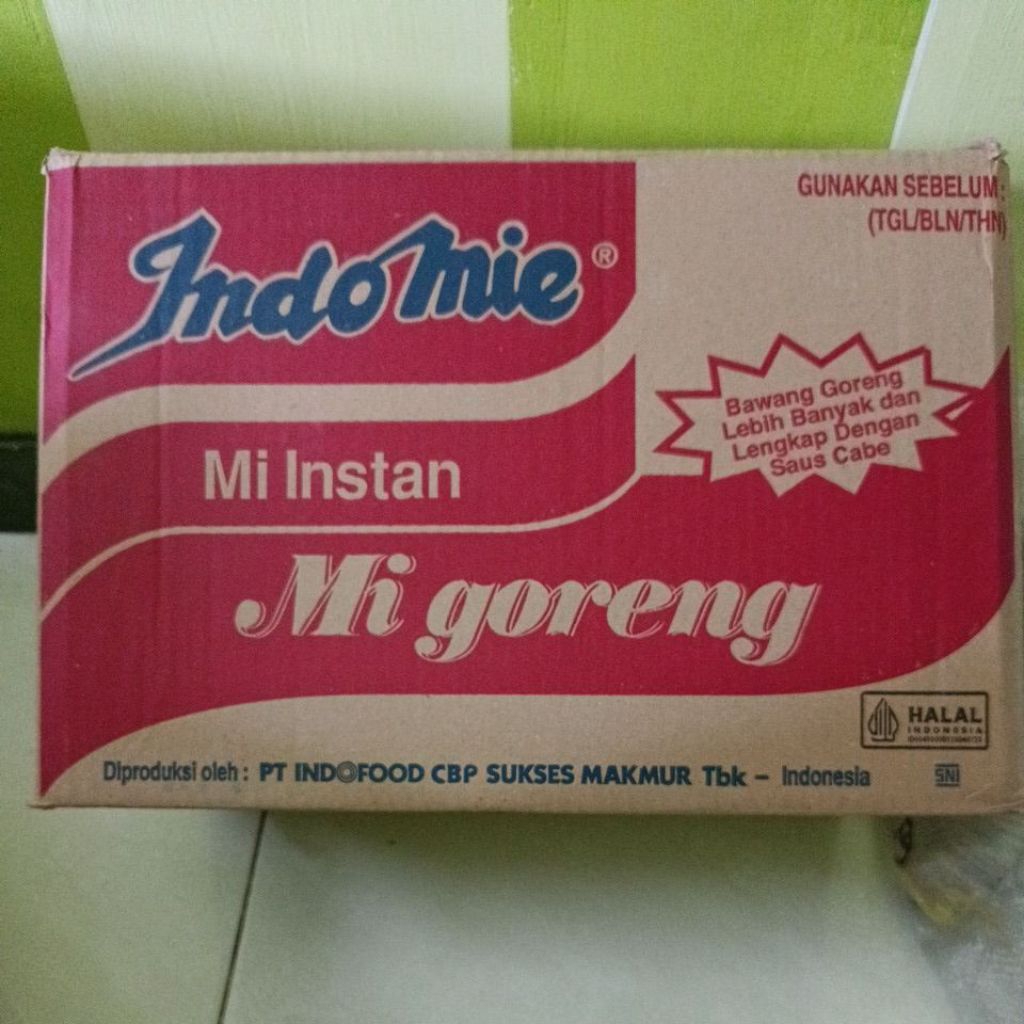 GUNAKAN SEBELUM :
(TGL/BLN/THN)
Indomie ®
Bawang Goreng
Lebih Banyak dan
Lengkap Dengan
Saus Cabe
Mi Instan
Mi goreng
HALAL
INDONESIA
Diproduksi oleh : PT INDOFOOD CBP SUKSES MAKMUR Tbk – Indonesia
SNI